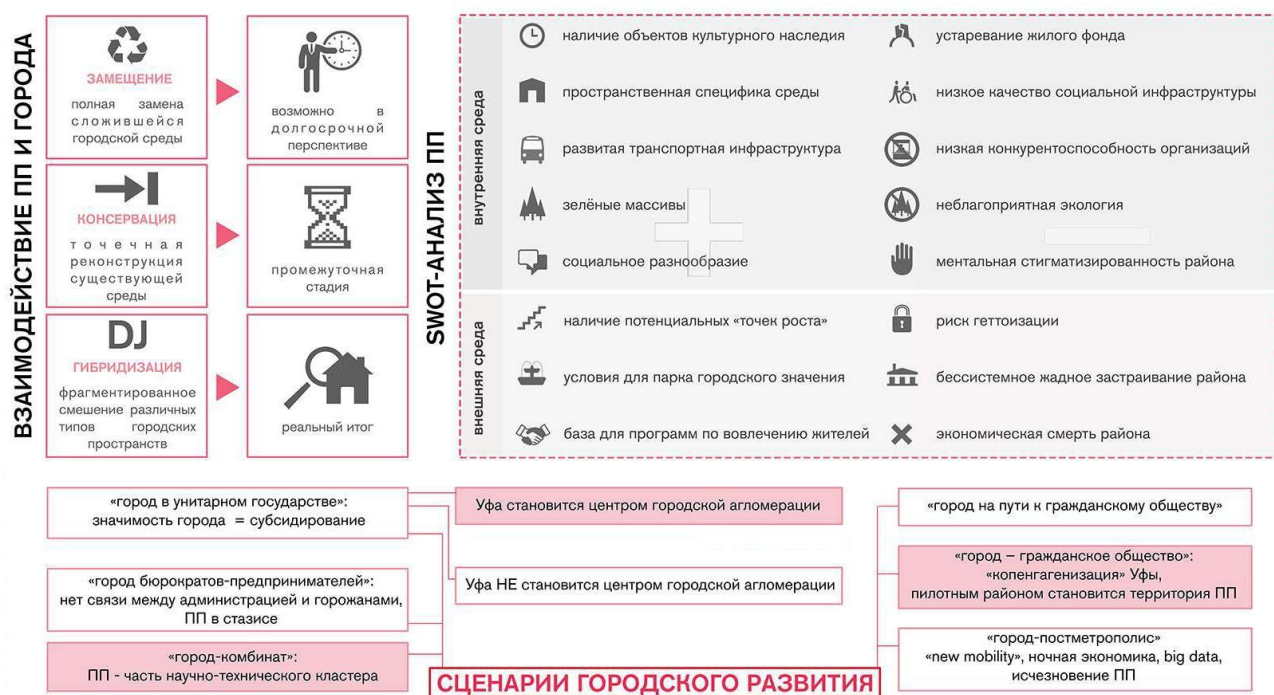 ВЗАИМОДЕЙСТВИЕ ПП И ГОРОДА
ЗАМЕЩЕНИЕ
полная замена
сложившейся
городской среды
возможно в
долгосрочной
перспективе
КОНСЕРВАЦИЯ
точечная
реконструкция
существующей
среды
промежуточная
стадия
DJ
ГИБРИДИЗАЦИЯ
фрагментированное
смешение различных
типов городских
пространств
реальный итог
SWOT-АНАЛИЗ ПП
внутренняя среда
наличие объектов культурного наследия
пространственная специфика среды
развитая транспортная инфраструктура
зелёные массивы
социальное разнообразие
устаревание жилого фонда
низкое качество социальной инфраструктуры
низкая конкурентоспособность организаций
неблагоприятная экология
ментальная стигматизированность района
внешняя среда
наличие потенциальных «точек роста»
условия для парка городского значения
база для программ по вовлечению жителей
риск геттоизации
бессистемное жадное застраивание района
экономическая смерть района
«город в унитарном государстве»:
значимость города = субсидирование
«город бюрократов-предпринимателей»:
нет связи между администрацией и горожанами,
ПП в стазисе
«город-комбинат»:
ПП - часть научно-технического кластера
Уфа становится центром городской агломерации
Уфа НЕ становится центром городской агломерации
«город на пути к гражданскому обществу»
«город – гражданское общество»:
«копенгагенизация» Уфы,
пилотным районом становится территория ПП
«город-постметрополис»
«new mobility», ночная экономика, big data,
исчезновение ПП
СЦЕНАРИИ ГОРОДСКОГО РАЗВИТИЯ